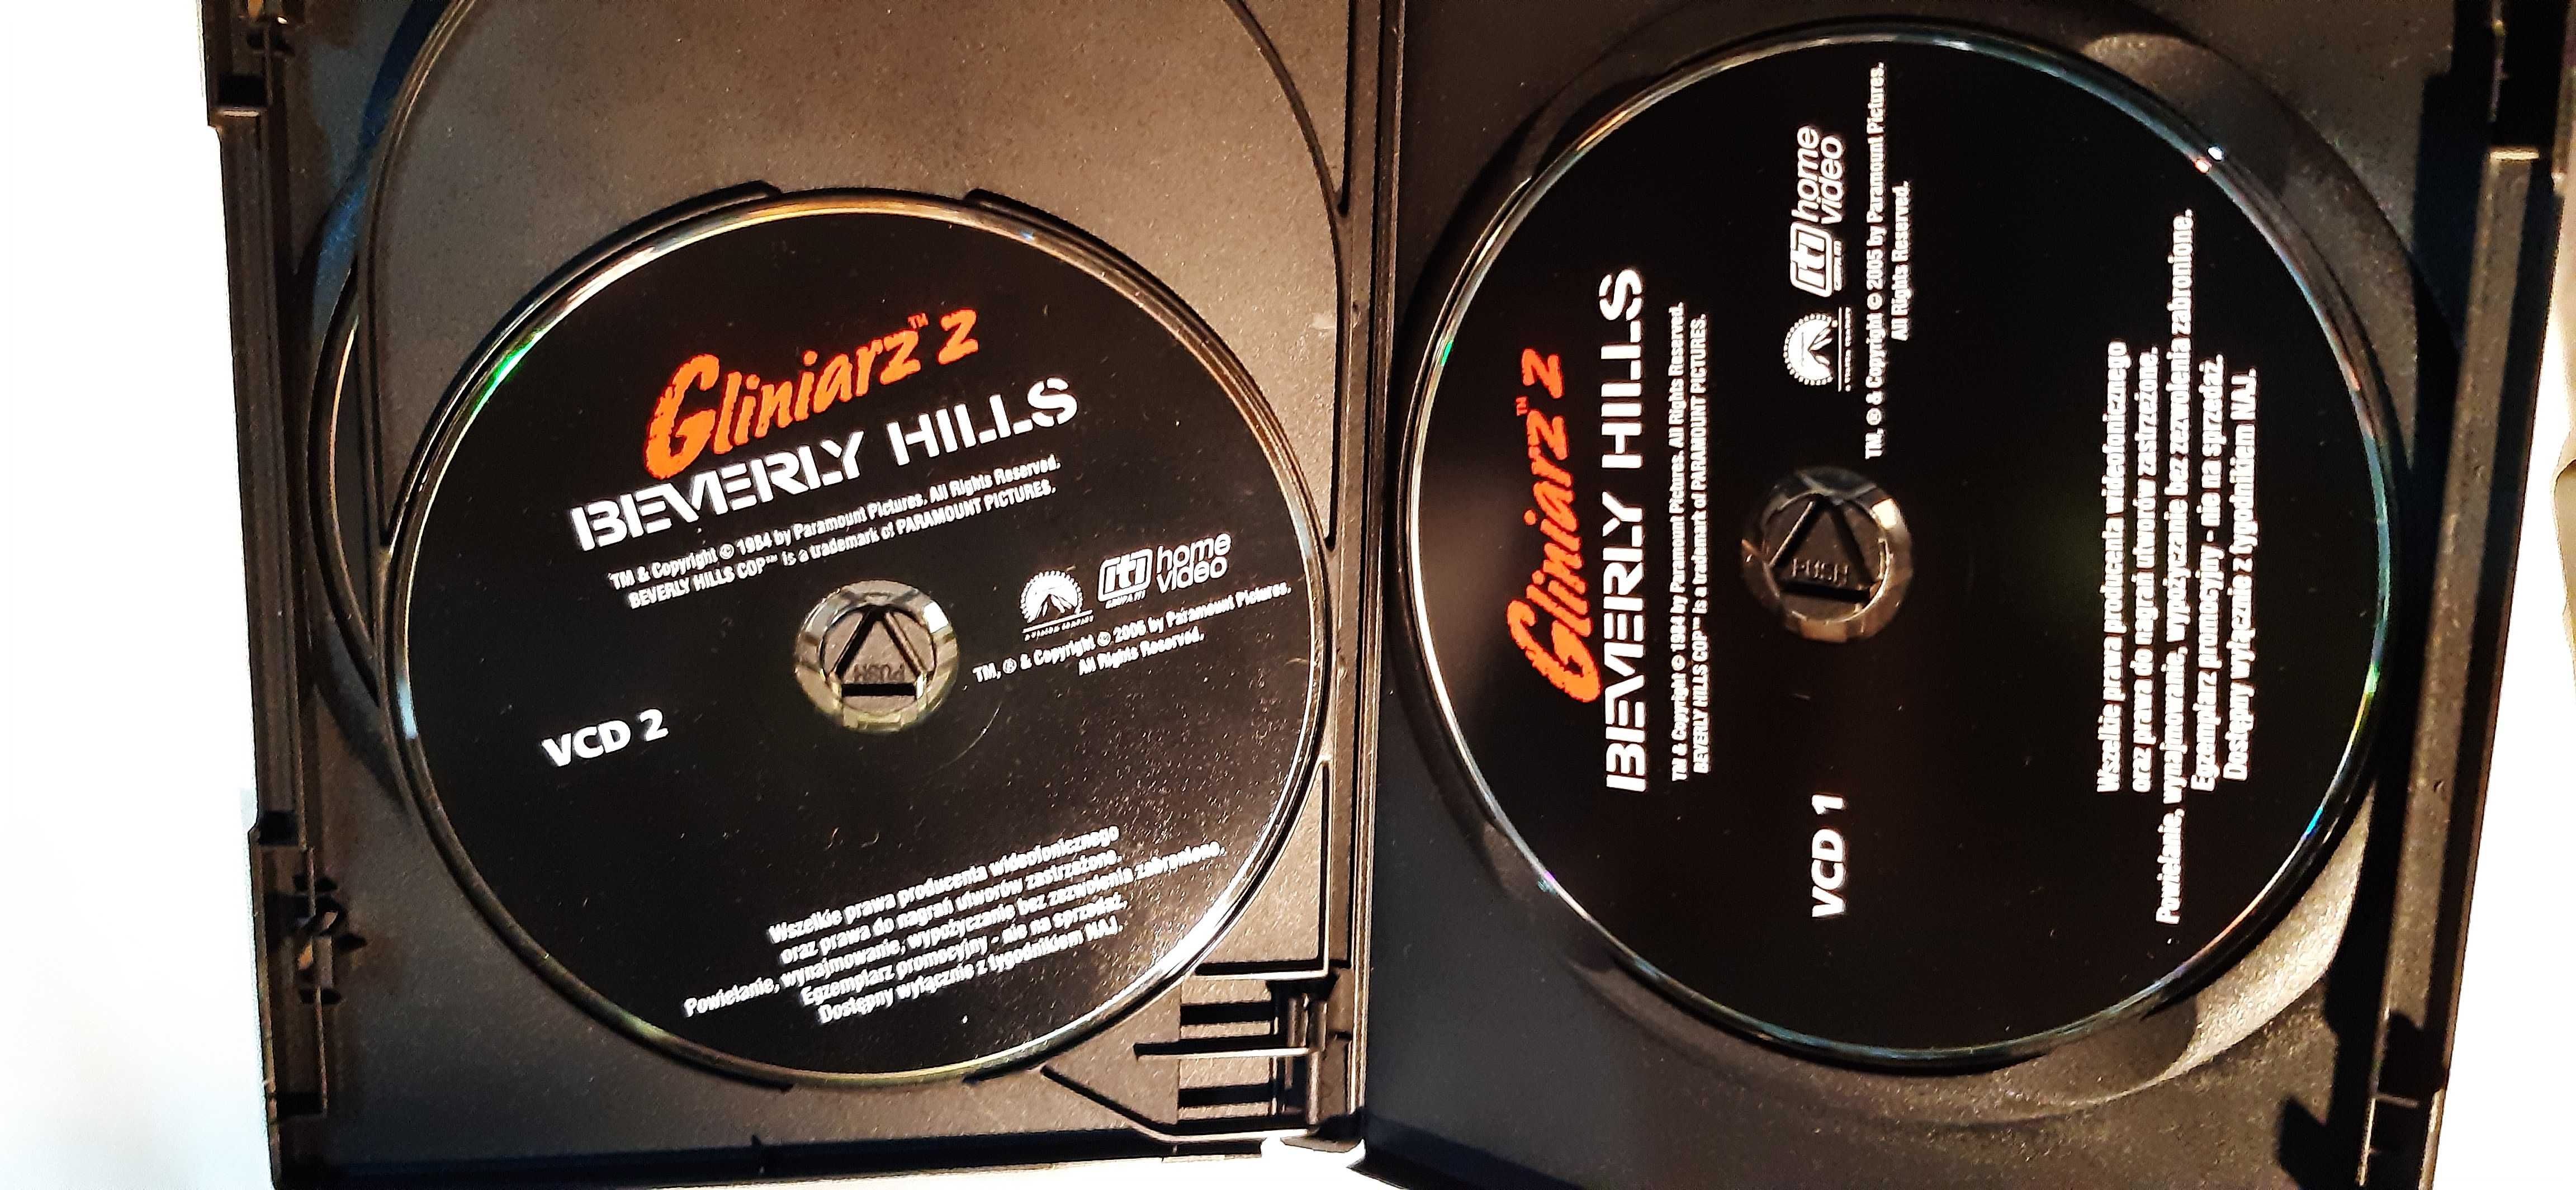 Gliniarz™ z
BEVERLY HILLS
TM & Copyright © 1984 by Paramount Pictures. All Rights Reserved.
BEVERLY HILLS COP™ is a trademark of PARAMOUNT PICTURES.
iti home
video
TM, ® & Copyright © 2005 by Paramount Pictures.
All Rights Reserved.
PUSH
VCD 2
Wszelkie prawa producenta wideofonicznego
oraz prawa do nagrań utworów zastrzeżone.
Powielanie, wynajmowanie, wypożyczanie bez zezwolenia zabronione.
Egzemplarz promocyjny - nie na sprzedaż.
Dostępny wyłącznie z tygodnikiem NAJ.
Gliniarz™ z
BEVERLY HILLS
TM & Copyright © 1984 by Paramount Pictures. All Rights Reserved.
BEVERLY HILLS COP™ is a trademark of PARAMOUNT PICTURES.
iti home
video
TM, ® & Copyright © 2005 by Paramount Pictures.
All Rights Reserved.
PUSH
VCD 1
Wszelkie prawa producenta wideofonicznego
oraz prawa do nagrań utworów zastrzeżone.
Powielanie, wynajmowanie, wypożyczanie bez zezwolenia zabronione.
Egzemplarz promocyjny - nie na sprzedaż.
Dostępny wyłącznie z tygodnikiem NAJ.